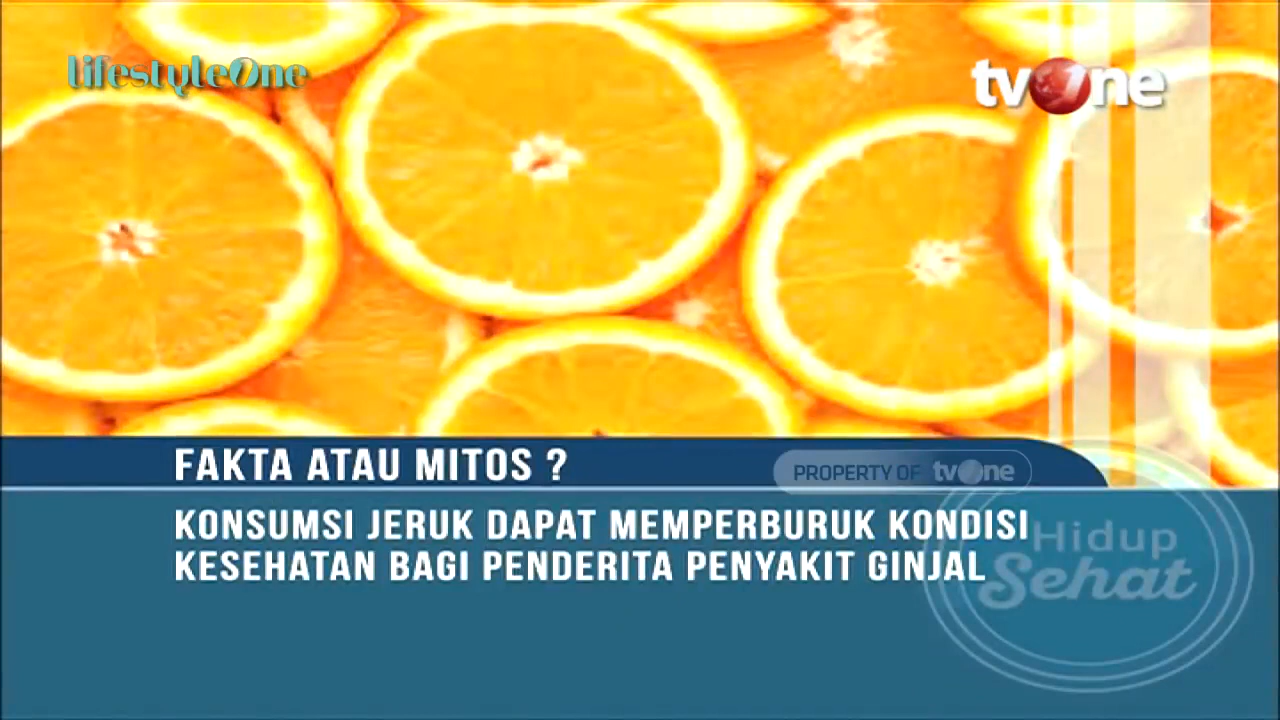 lifestyleOne
tvOne
FAKTA ATAU MITOS ?
PROPERTY OF tvOne
KONSUMSI JERUK DAPAT MEMPERBURUK KONDISI
KESEHATAN BAGI PENDERITA PENYAKIT GINJAL
Hidup
Sehat